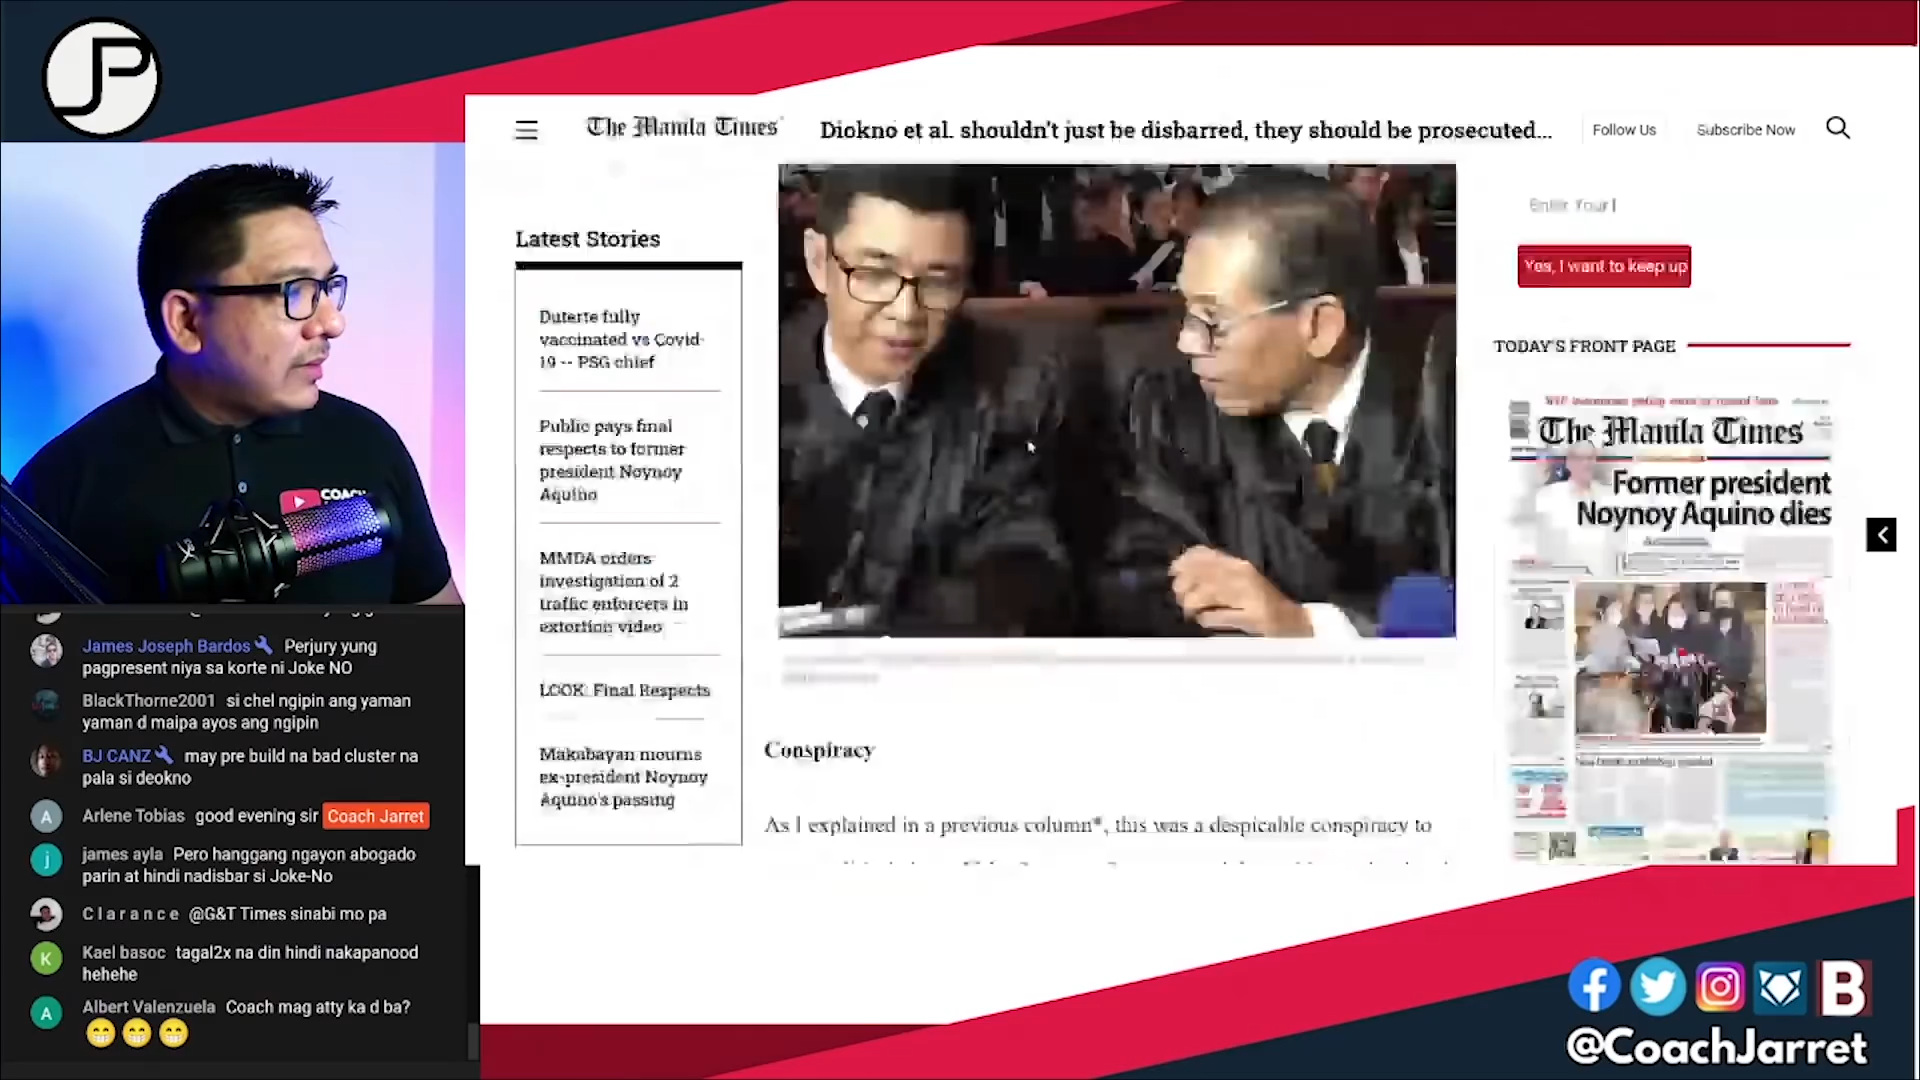 JP
The Manila Times
Diokno et al. shouldn't just be disbarred, they should be prosecuted...
Follow Us
Subscribe Now
Latest Stories
Duterte fully
vaccinated vs Covid-
19 -- PSG chief
Public pays final
respects to former
president Noynoy
Aquino
MMDA orders
investigation of 2
traffic enforcers in
extortion video
LOOK: Final Respects
Makabayan mourns
ex-president Noynoy
Aquino's passing
Conspiracy
As I explained in a previous column*, this was a despicable conspiracy to
Enter Your
Yes, I want to keep up
TODAY'S FRONT PAGE
The Manila Times
Former president
Noynoy Aquino dies
COACH
James Joseph Bardos Perjury yung
pagpresent niya sa korte ni Joke NO
BlackThorne2001 si chel ngipin ang yaman
yaman d maipa ayos ang ngipin
BJ CANZ may pre build na bad cluster na
pala si deokno
A Arlene Tobias good evening sir Coach Jarret
j james ayla Pero hanggang ngayon abogado
parin at hindi nadisbar si Joke-No
C l a r a n c e @G&T Times sinabi mo pa
K Kael basoc tagal2x na din hindi nakapanood
hehehe
A Albert Valenzuela Coach mag atty ka d ba?
😁😁😁
B
@CoachJarret